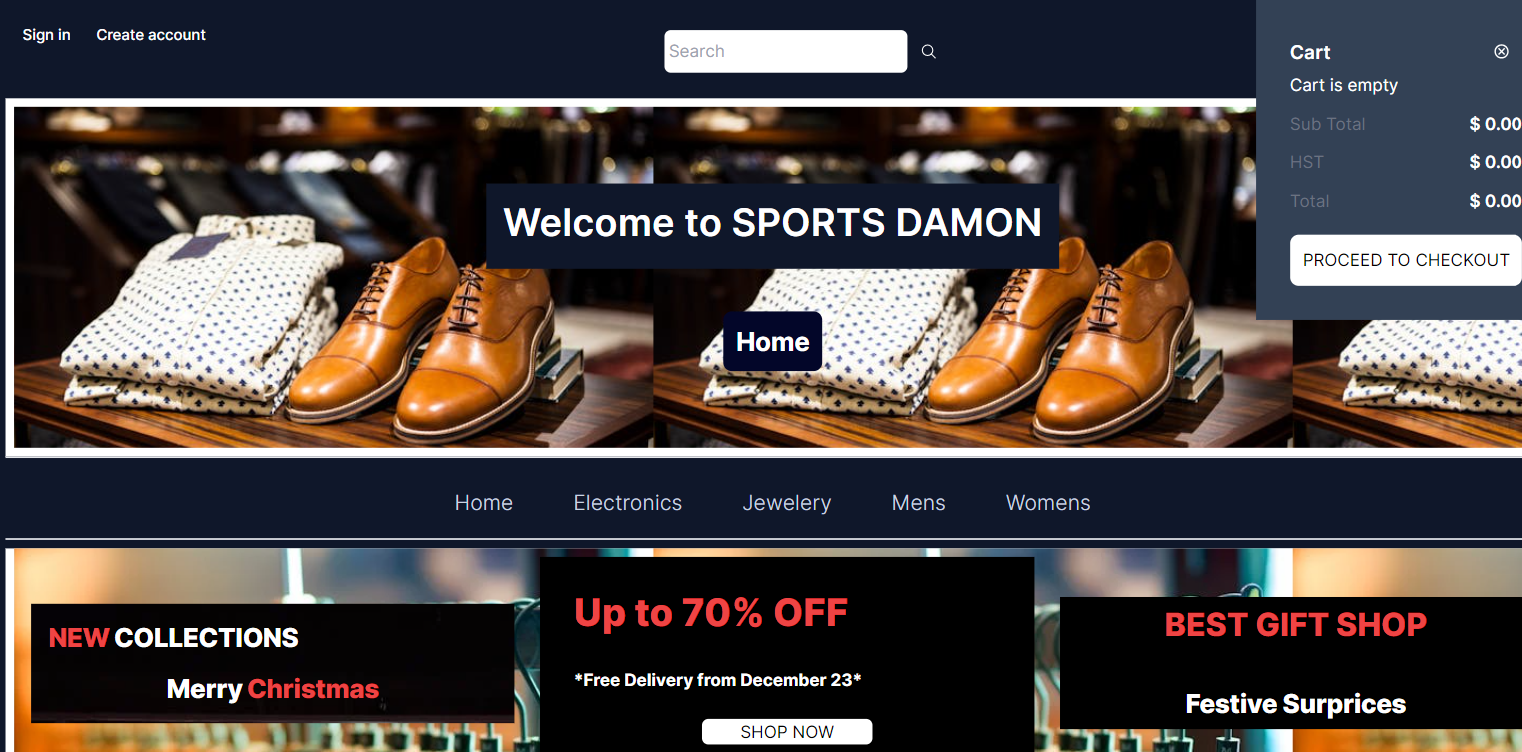 Sign in Create account
Search
Cart
Cart is empty
Sub Total $ 0.00
HST $ 0.00
Total $ 0.00
PROCEED TO CHECKOUT
Welcome to SPORTS DAMON
Home
Home Electronics Jewelery Mens Womens
NEW COLLECTIONS
Merry Christmas
Up to 70% OFF
*Free Delivery from December 23*
SHOP NOW
BEST GIFT SHOP
Festive Surprices